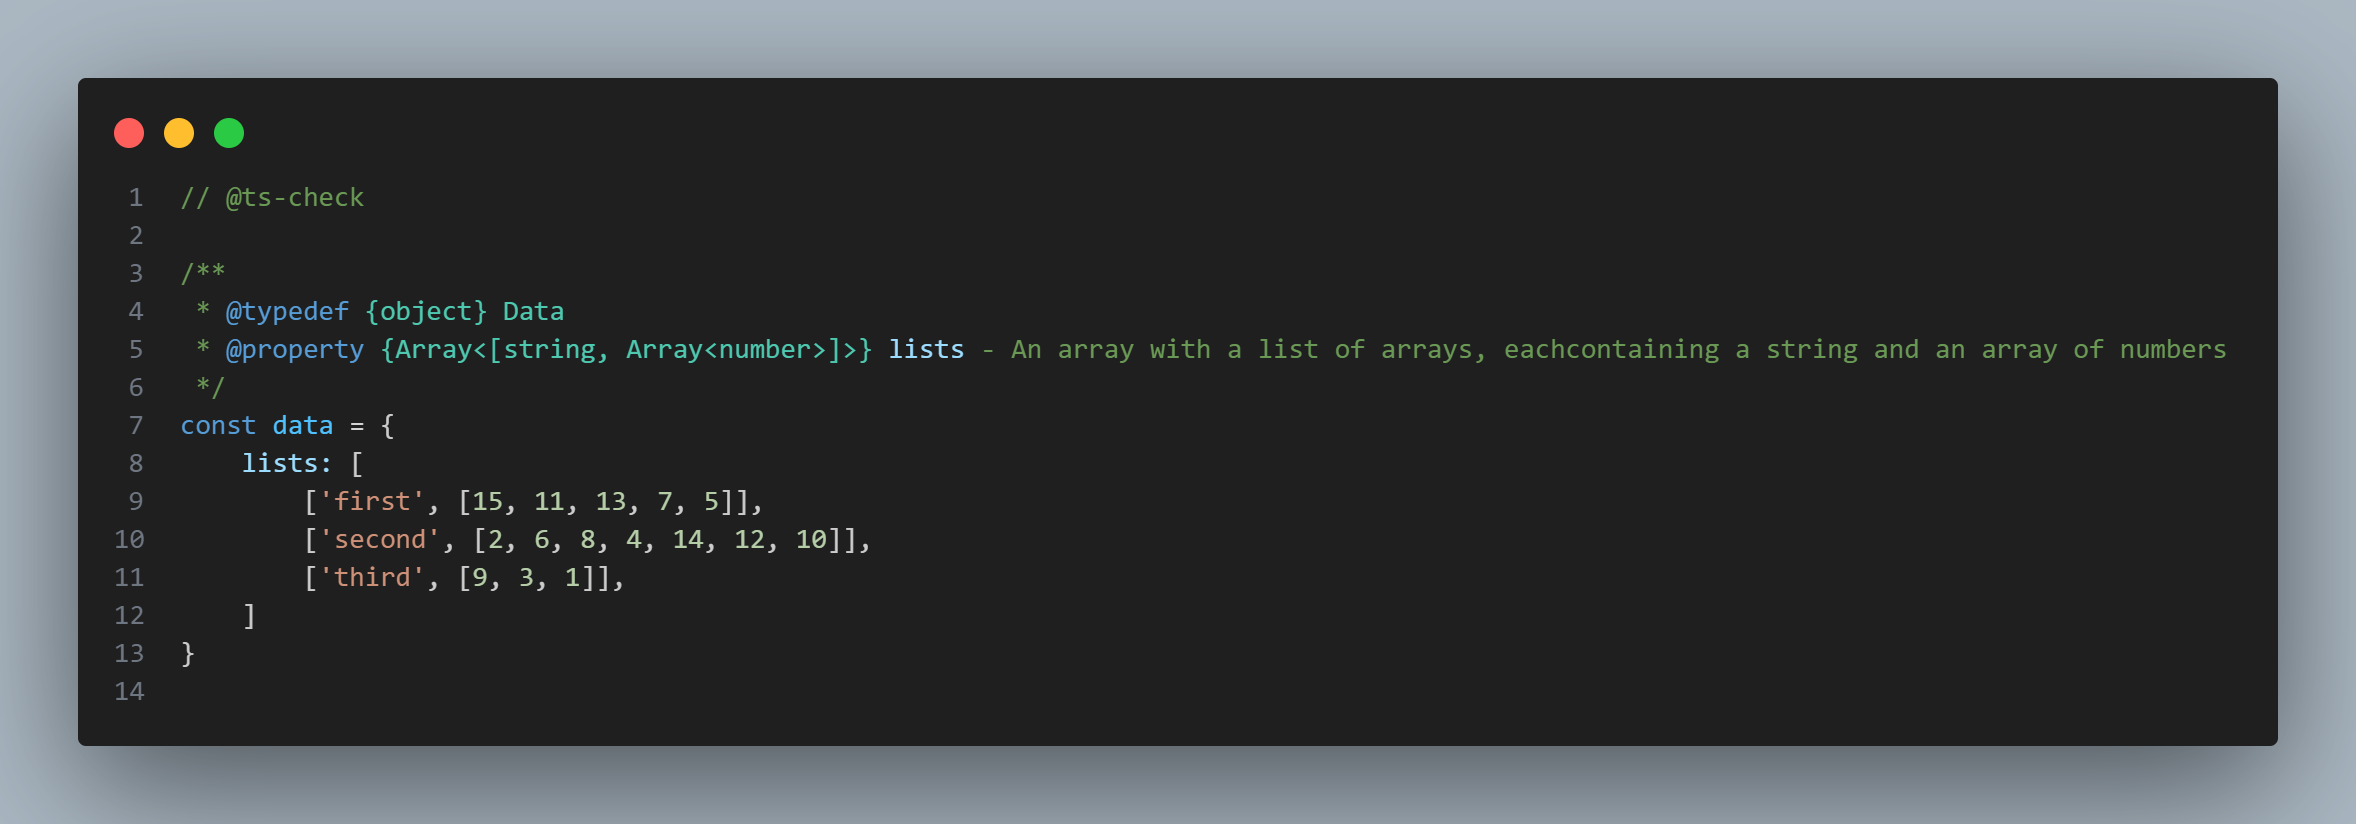 1 // @ts-check
2
3 /**
4  * @typedef {object} Data
5  * @property {Array<[string, Array<number>]>} lists - An array with a list of arrays, eachcontaining a string and an array of numbers
6  */
7 const data = {
8     lists: [
9         ['first', [15, 11, 13, 7, 5]],
10         ['second', [2, 6, 8, 4, 14, 12, 10]],
11         ['third', [9, 3, 1]],
12     ]
13 }
14